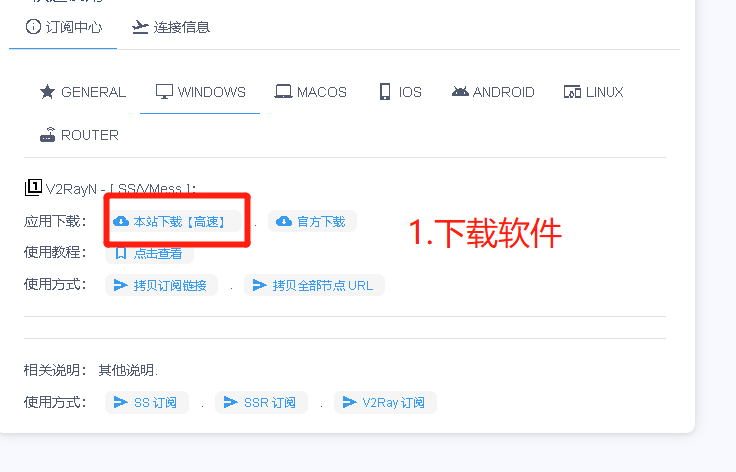 订阅中心 连接信息
GENERAL WINDOWS MACOS IOS ANDROID LINUX
ROUTER
1 V2RayN - [ SS/VMess ]:
应用下载： 本站下载【高速】 . 官方下载
1.下载软件
使用教程： 点击查看
使用方式： 拷贝订阅链接 . 拷贝全部节点 URL
相关说明： 其他说明.
使用方式： SS 订阅 . SSR 订阅 . V2Ray 订阅